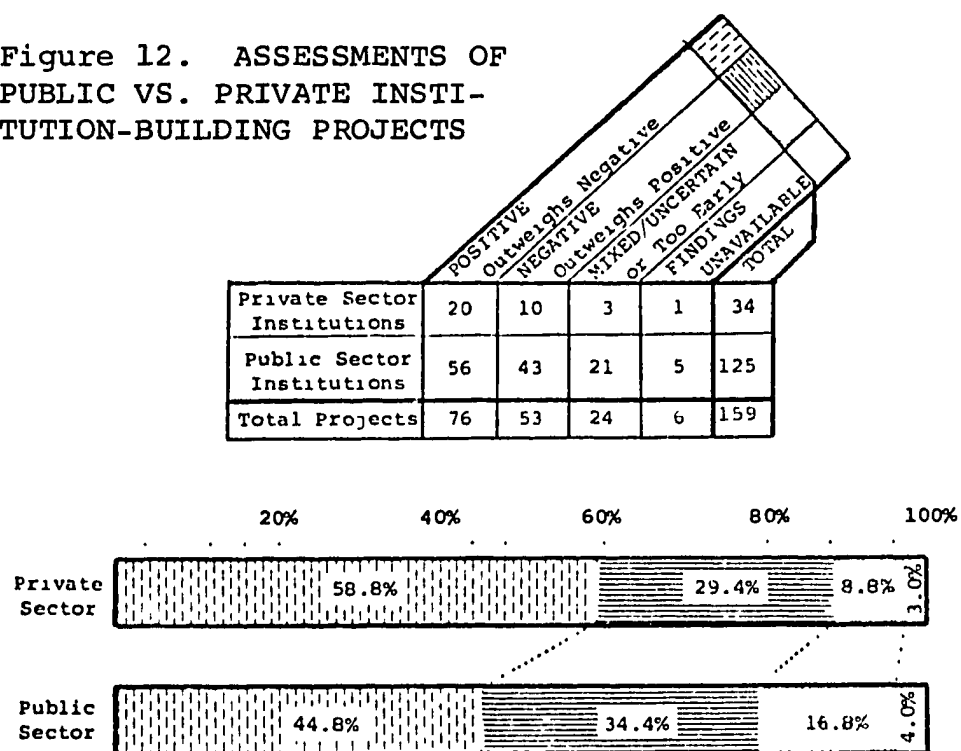 Figure 12. ASSESSMENTS OF
PUBLIC VS. PRIVATE INSTI-
TUTION-BUILDING PROJECTS
POSITIVE
Outweighs Negative
NEGATIVE
Outweighs Positive
MIXED/UNCERTAIN
or Too Early
FINDINGS
UNAVAILABLE
TOTAL
Private Sector
Institutions 20 10 3 1 34
Public Sector
Institutions 56 43 21 5 125
Total Projects 76 53 24 6 159
20% 40% 60% 80% 100%
Private
Sector 58.8% 29.4% 8.8% 3.0%
Public
Sector 44.8% 34.4% 16.8% 4.0%